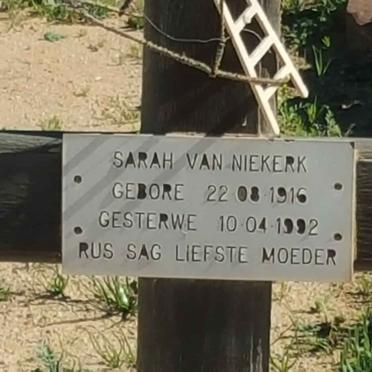 SARAH VAN NIEKERK
GEBORE 22·08·1916
GESTERWE 10·04·1992
RUS SAG LIEFSTE MOEDER